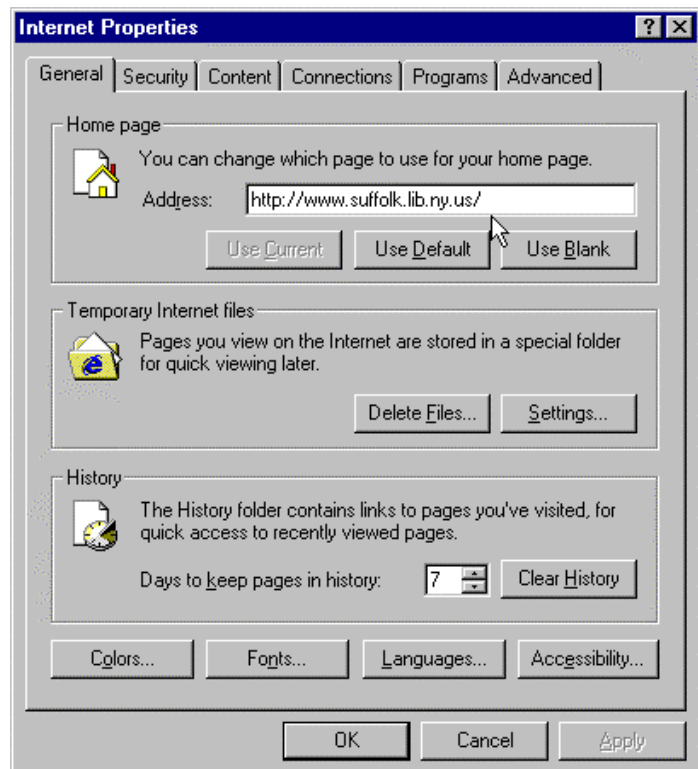 Internet Properties
General Security Content Connections Programs Advanced
Home page
You can change which page to use for your home page.
Address: http://www.suffolk.lib.ny.us/
Use Current Use Default Use Blank
Temporary Internet files
Pages you view on the Internet are stored in a special folder
for quick viewing later.
Delete Files... Settings...
History
The History folder contains links to pages you've visited, for
quick access to recently viewed pages.
Days to keep pages in history: 7 Clear History
Colors... Fonts... Languages... Accessibility...
OK Cancel Apply